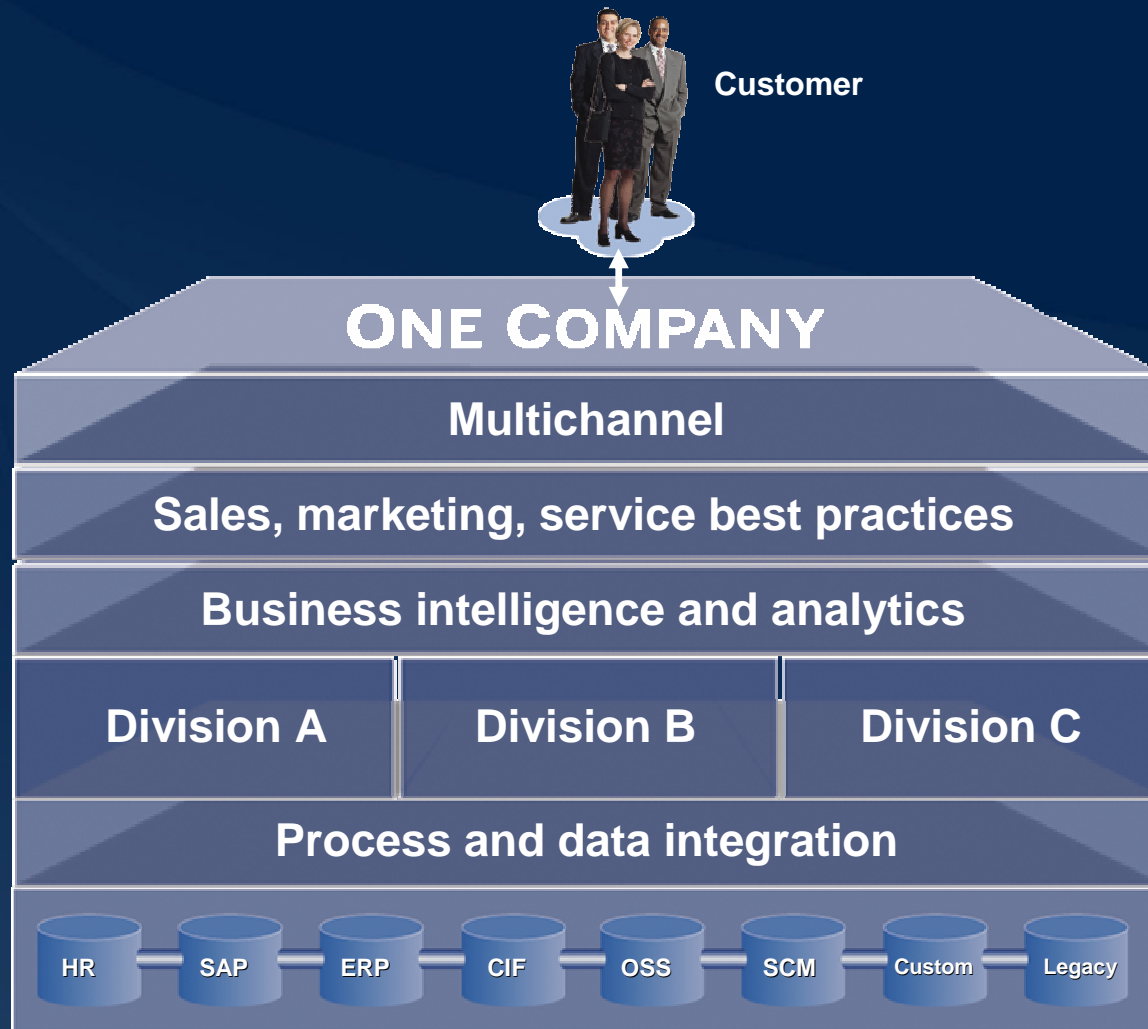 Customer
ONE COMPANY
Multichannel
Sales, marketing, service best practices
Business intelligence and analytics
Division A Division B Division C
Process and data integration
HR SAP ERP CIF OSS SCM Custom Legacy